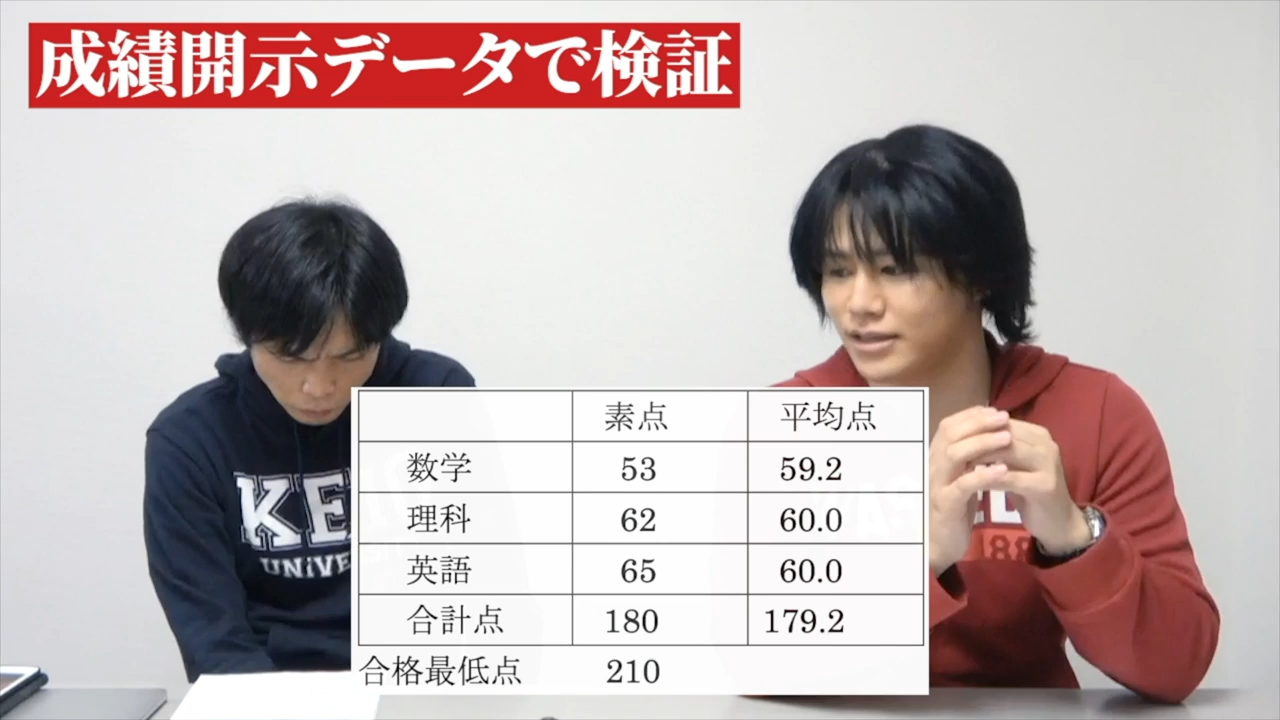 成績開示データで検証
素点 平均点
数学 53 59.2
理科 62 60.0
英語 65 60.0
合計点 180 179.2
合格最低点 210
KE
UNIVE